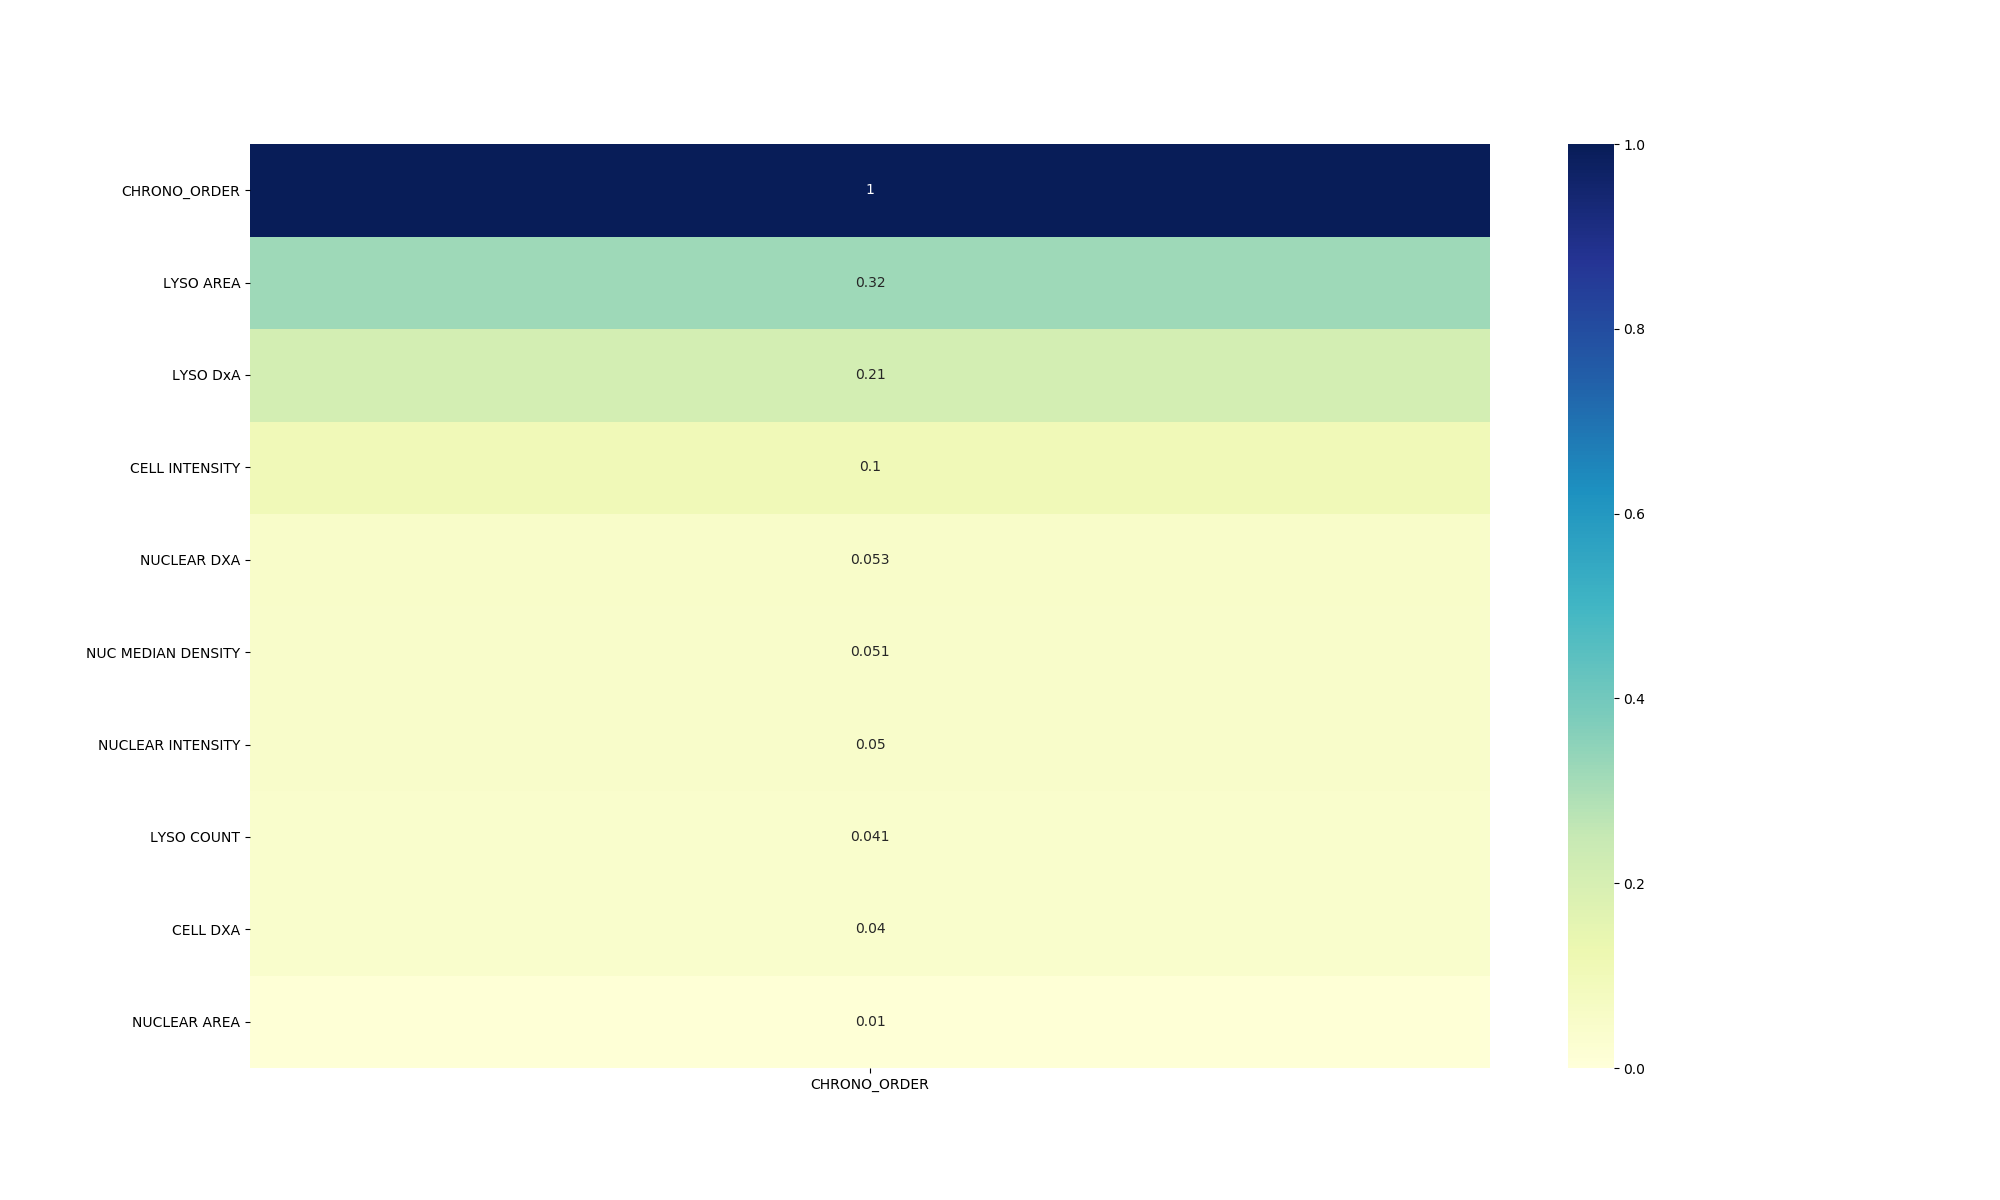 CHRONO_ORDER
1
LYSO AREA
0.32
LYSO DxA
0.21
CELL INTENSITY
0.1
NUCLEAR DXA
0.053
NUC MEDIAN DENSITY
0.051
NUCLEAR INTENSITY
0.05
LYSO COUNT
0.041
CELL DXA
0.04
NUCLEAR AREA
0.01
CHRONO_ORDER
1.0
0.8
0.6
0.4
0.2
0.0